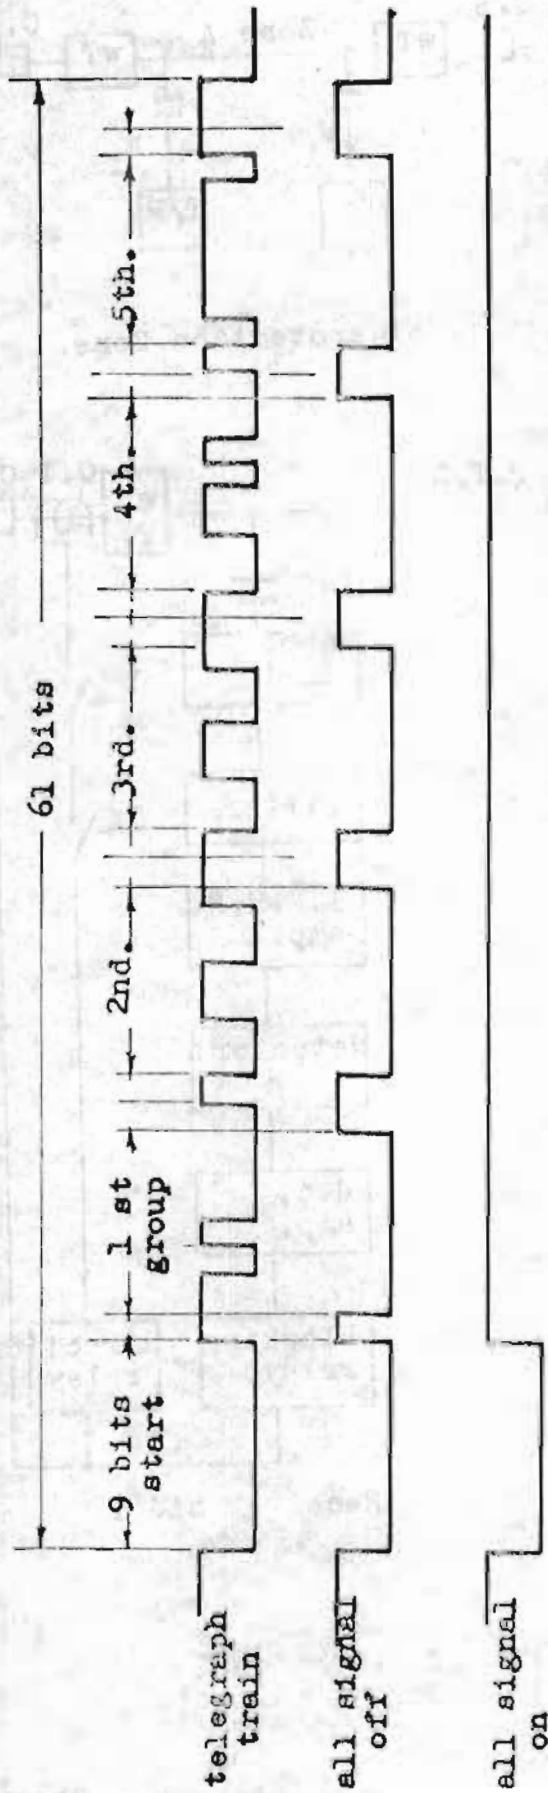 61 bits
9 bits
start
1 st
group
2nd.
3rd.
4th.
5th.
telegraph
train
all signal
off
all signal
on